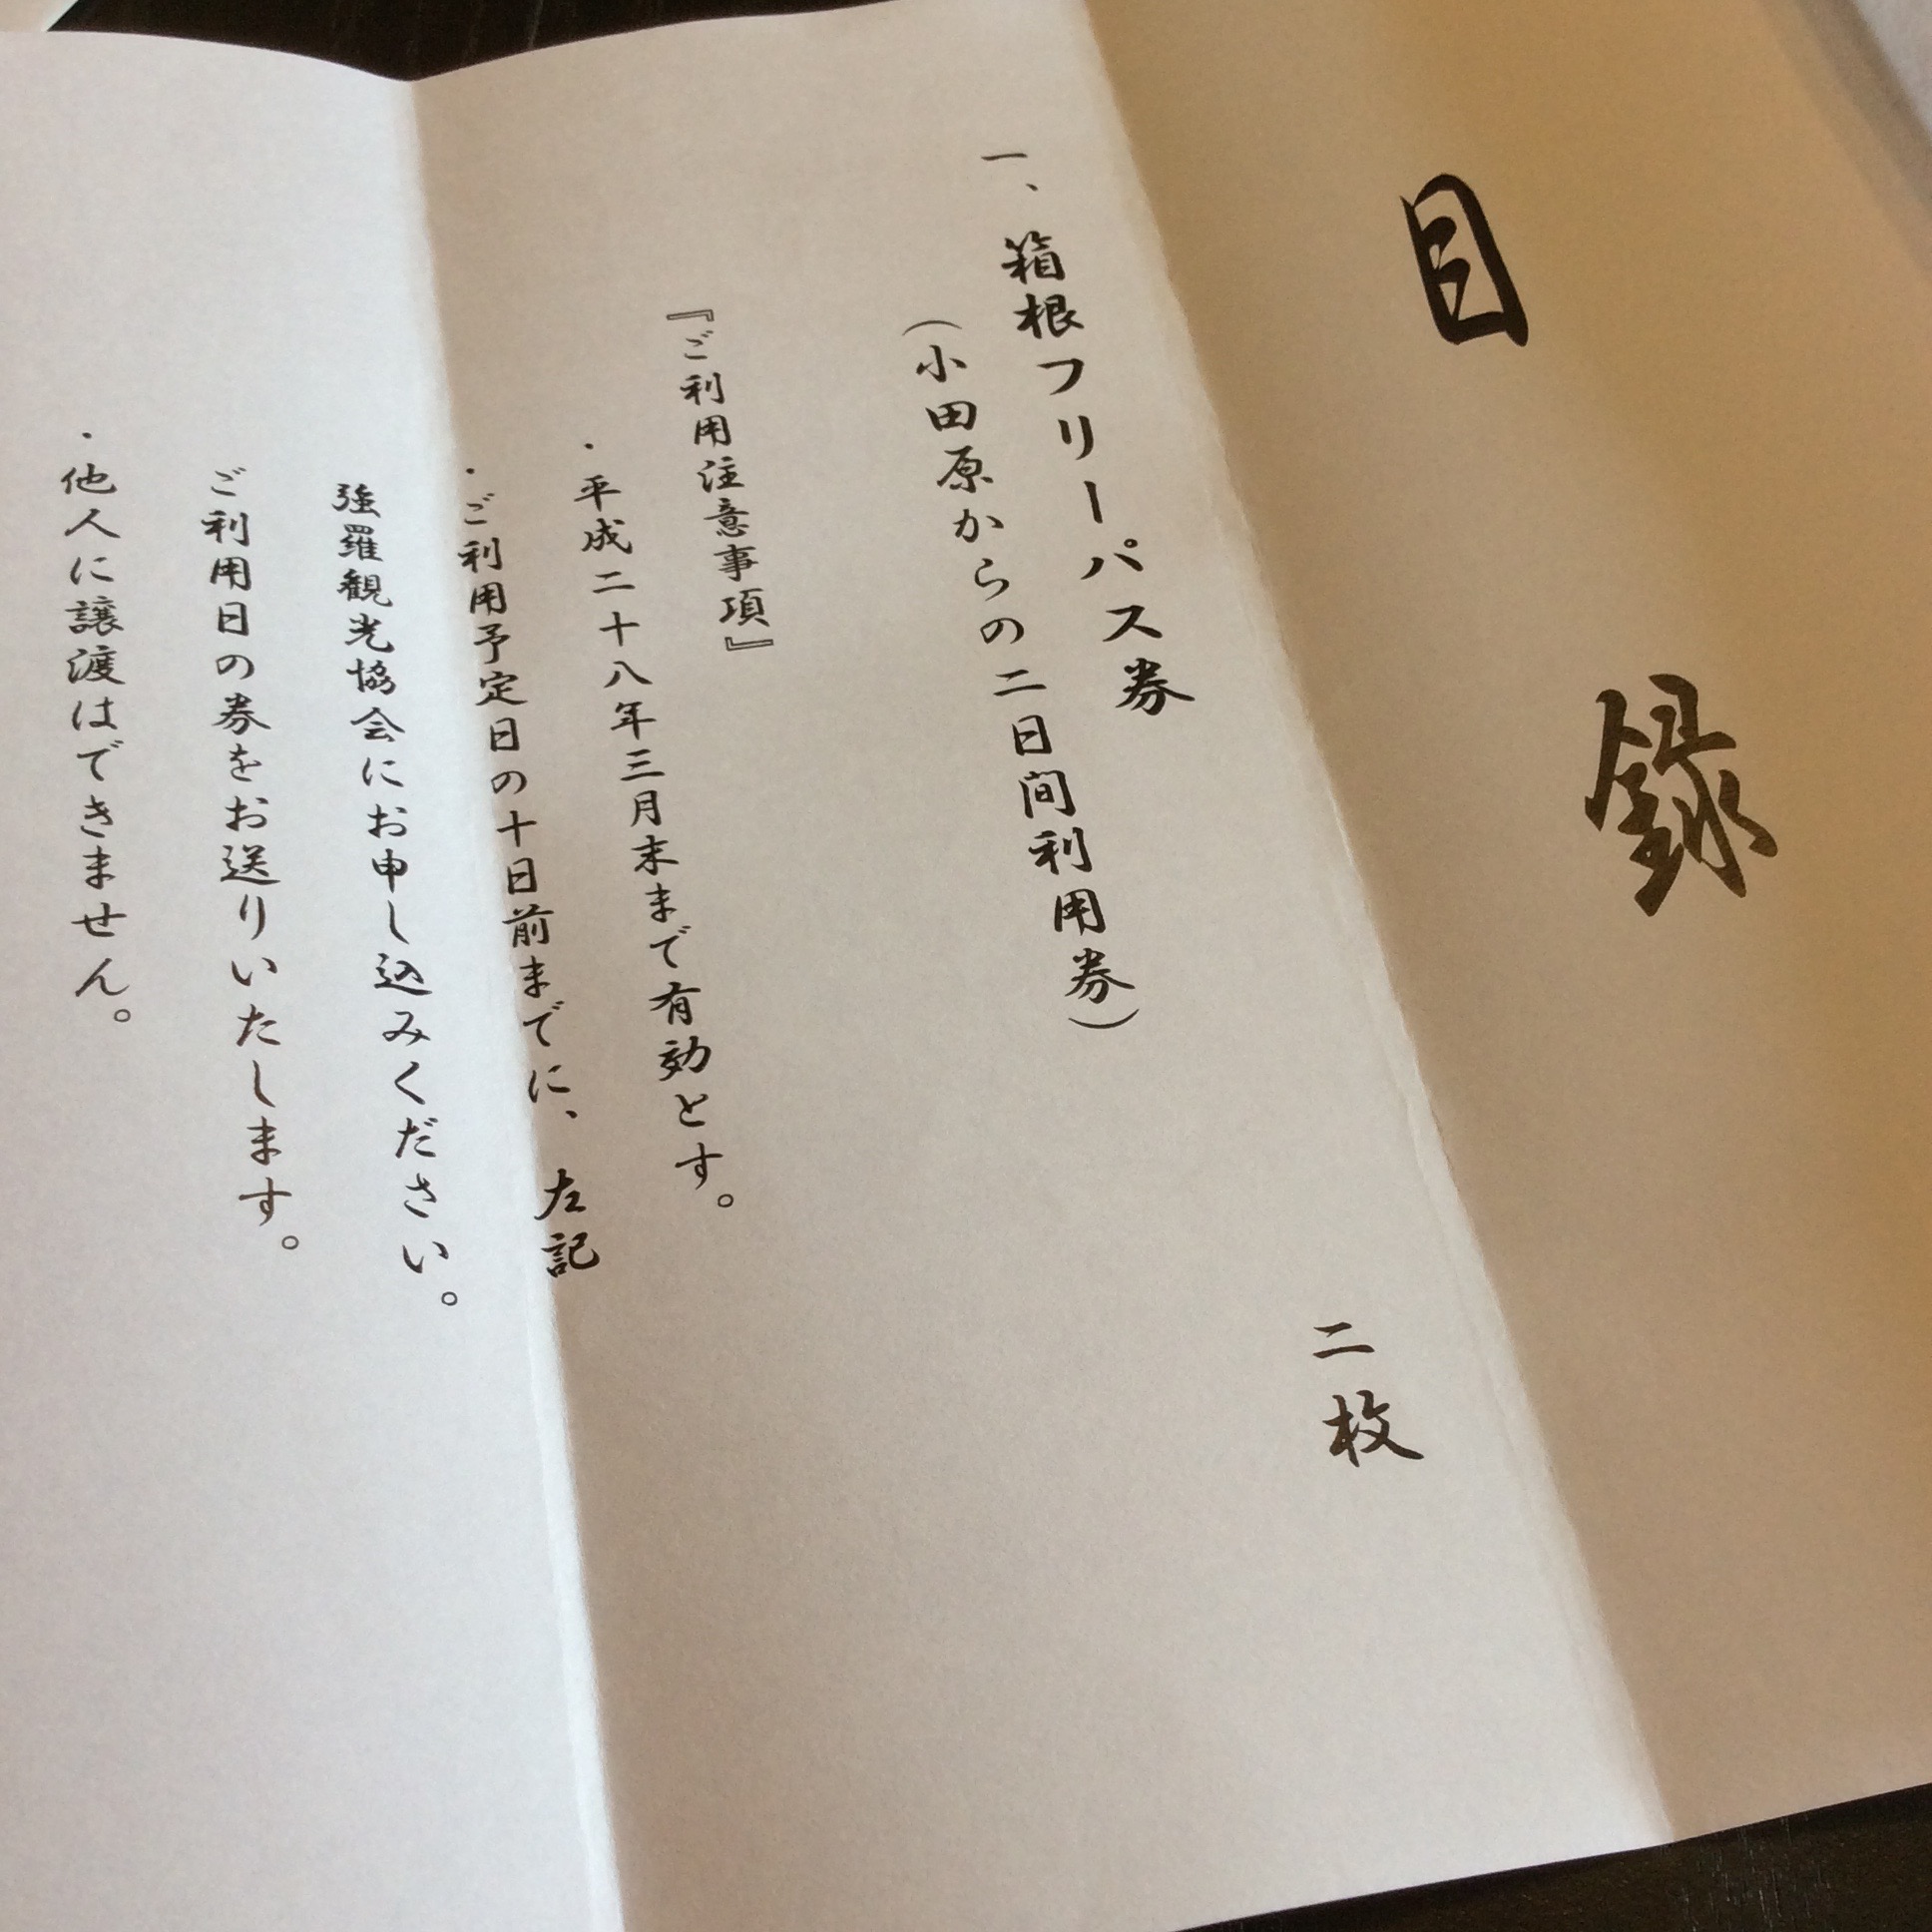 目録
一、箱根フリーパス券
二枚
（小田原からの二日間利用券）
『ご利用注意事項』
・平成二十八年三月末まで有効とす。
・ご利用予定日の十日前までに、左記
強羅観光協会にお申し込みください。
ご利用日の券をお送りいたします。
・他人に譲渡はできません。